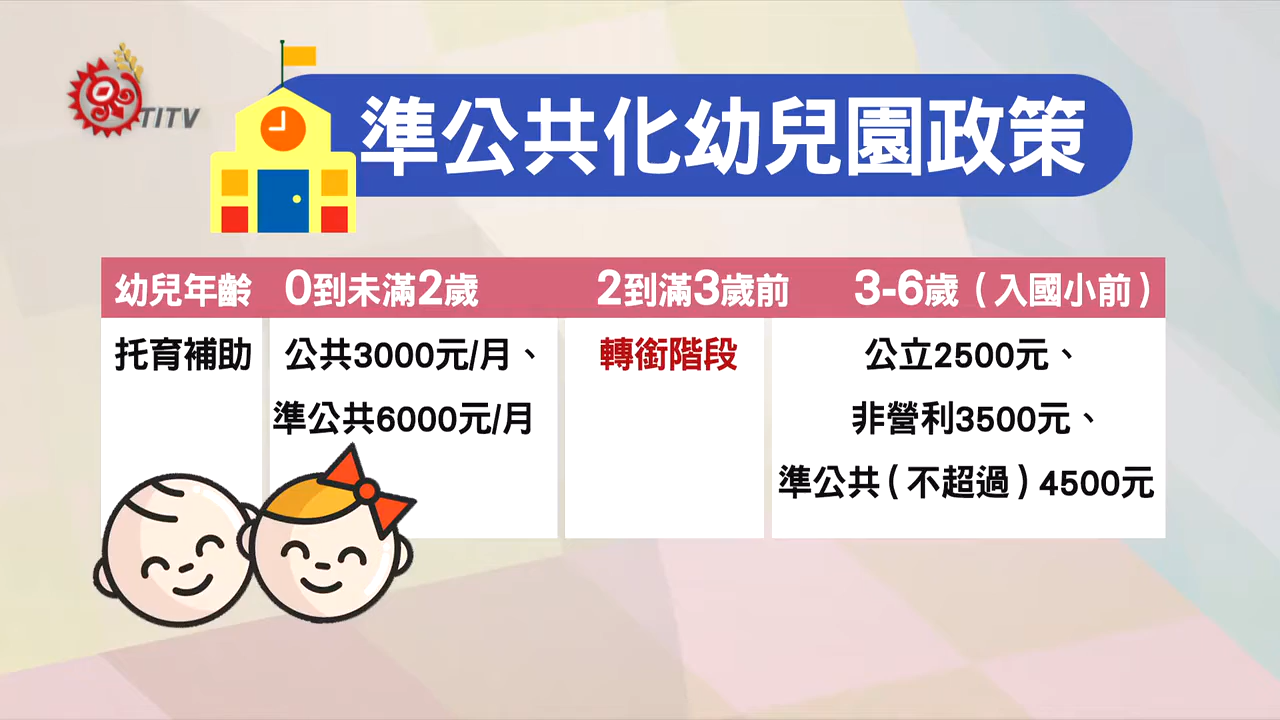 TITV
準公共化幼兒園政策
幼兒年齡 0到未滿2歲 2到滿3歲前 3-6歲（入國小前）
托育補助 公共3000元/月、 轉銜階段 公立2500元、
準公共6000元/月 非營利3500元、
準公共（不超過）4500元